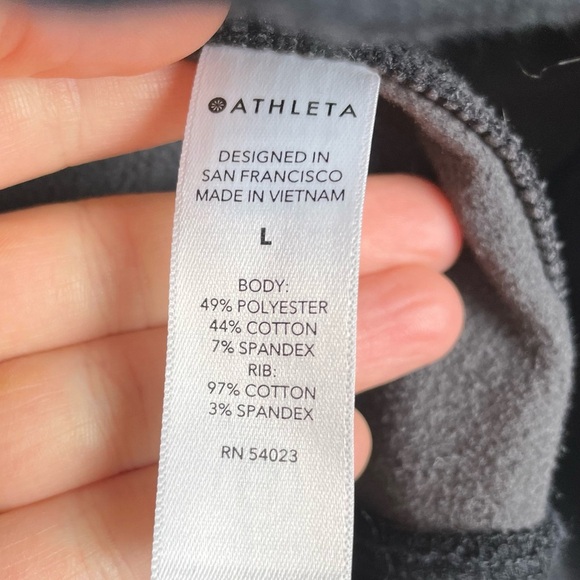 ATHLETA
DESIGNED IN
SAN FRANCISCO
MADE IN VIETNAM
L
BODY:
49% POLYESTER
44% COTTON
7% SPANDEX
RIB:
97% COTTON
3% SPANDEX
RN 54023